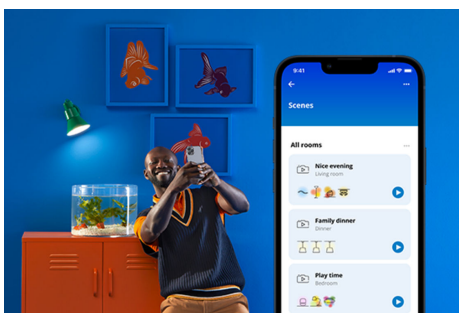 9:41
Scenes
All rooms
Nice evening
Living room
Family dinner
Dinner
Play time
Bedroom